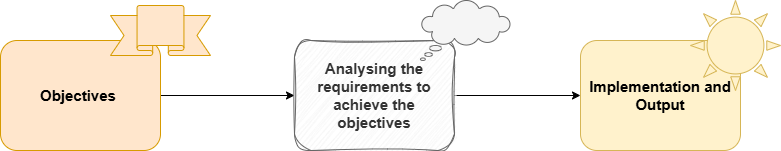 Objectives
Analysing the
requirements to
achieve the
objectives
Implementation and
Output